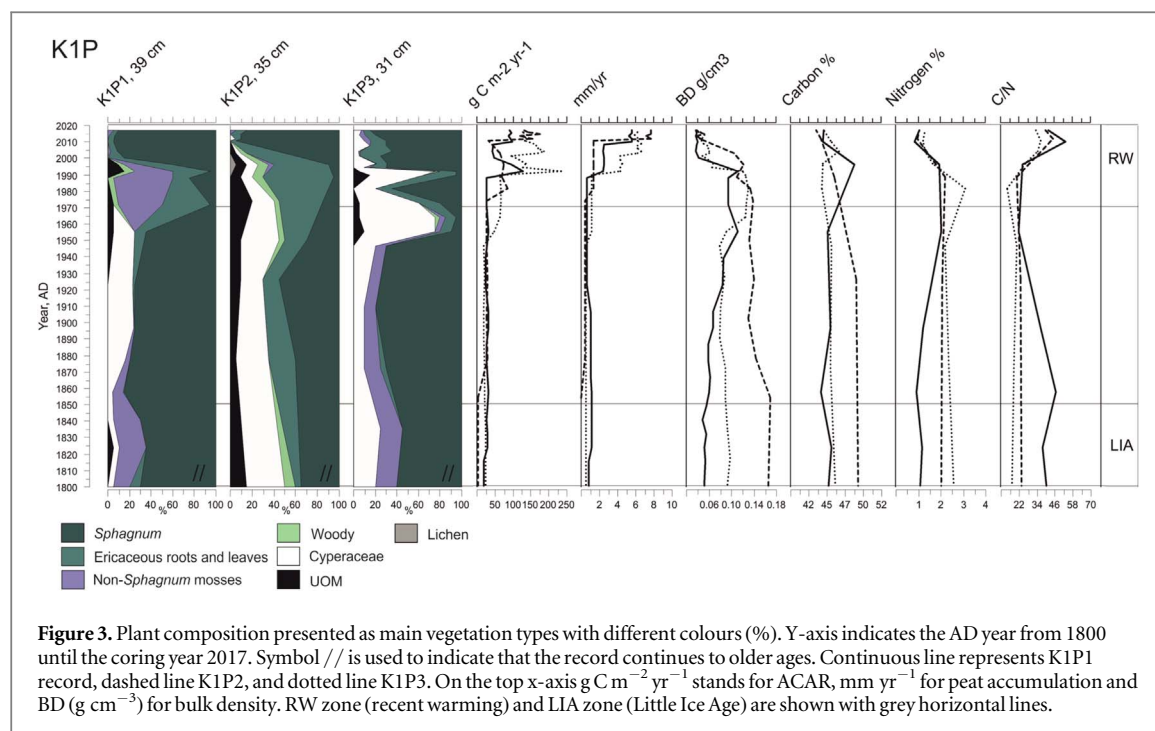 K1P
K1P1, 39 cm
K1P2, 35 cm
K1P3, 31 cm
g C m-2 yr-1
mm/yr
BD g/cm3
Carbon %
Nitrogen %
C/N
Year, AD
2020
2010
2000
1990
1980
1970
1960
1950
1940
1930
1920
1910
1900
1890
1880
1870
1860
1850
1840
1830
1820
1810
1800
RW
LIA
// // //
0 20 40 60 80 100 0 20 40 60 80 100 0 20 40 60 80 100 50 100 150 200 250 2 4 6 8 10 0.06 0.10 0.14 0.18 42 45 47 50 52 1 2 3 4 22 34 46 58 70
% % %
Sphagnum
Ericaceous roots and leaves
Non-Sphagnum mosses
Woody
Cyperaceae
UOM
Lichen
Figure 3. Plant composition presented as main vegetation types with different colours (%). Y-axis indicates the AD year from 1800
until the coring year 2017. Symbol // is used to indicate that the record continues to older ages. Continuous line represents K1P1
record, dashed line K1P2, and dotted line K1P3. On the top x-axis g C m−2 yr−1 stands for ACAR, mm yr−1 for peat accumulation and
BD (g cm−3) for bulk density. RW zone (recent warming) and LIA zone (Little Ice Age) are shown with grey horizontal lines.